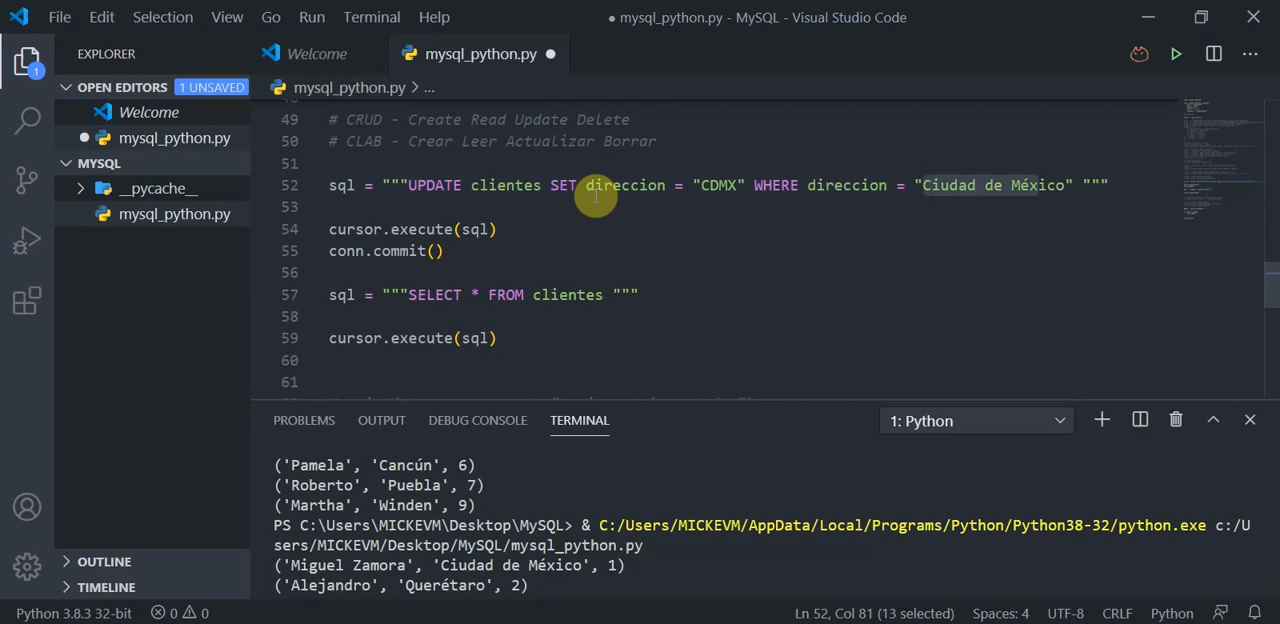 File Edit Selection View Go Run Terminal Help
● mysql_python.py - MySQL - Visual Studio Code
EXPLORER
Welcome
mysql_python.py
OPEN EDITORS 1 UNSAVED
mysql_python.py > ...
Welcome
mysql_python.py
MYSQL
__pycache__
mysql_python.py
1
49 # CRUD - Create Read Update Delete
50 # CLAB - Crear Leer Actualizar Borrar
51
52 sql = """UPDATE clientes SET direccion = "CDMX" WHERE direccion = "Ciudad de México" """
53
54 cursor.execute(sql)
55 conn.commit()
56
57 sql = """SELECT * FROM clientes """
58
59 cursor.execute(sql)
60
61
PROBLEMS OUTPUT DEBUG CONSOLE TERMINAL
1: Python
('Pamela', 'Cancún', 6)
('Roberto', 'Puebla', 7)
('Martha', 'Winden', 9)
PS C:\Users\MICKEVM\Desktop\MySQL> & C:/Users/MICKEVM/AppData/Local/Programs/Python/Python38-32/python.exe c:/U
sers/MICKEVM/Desktop/MySQL/mysql_python.py
('Miguel Zamora', 'Ciudad de México', 1)
('Alejandro', 'Querétaro', 2)
OUTLINE
TIMELINE
Python 3.8.3 32-bit 0 0
Ln 52, Col 81 (13 selected) Spaces: 4 UTF-8 CRLF Python